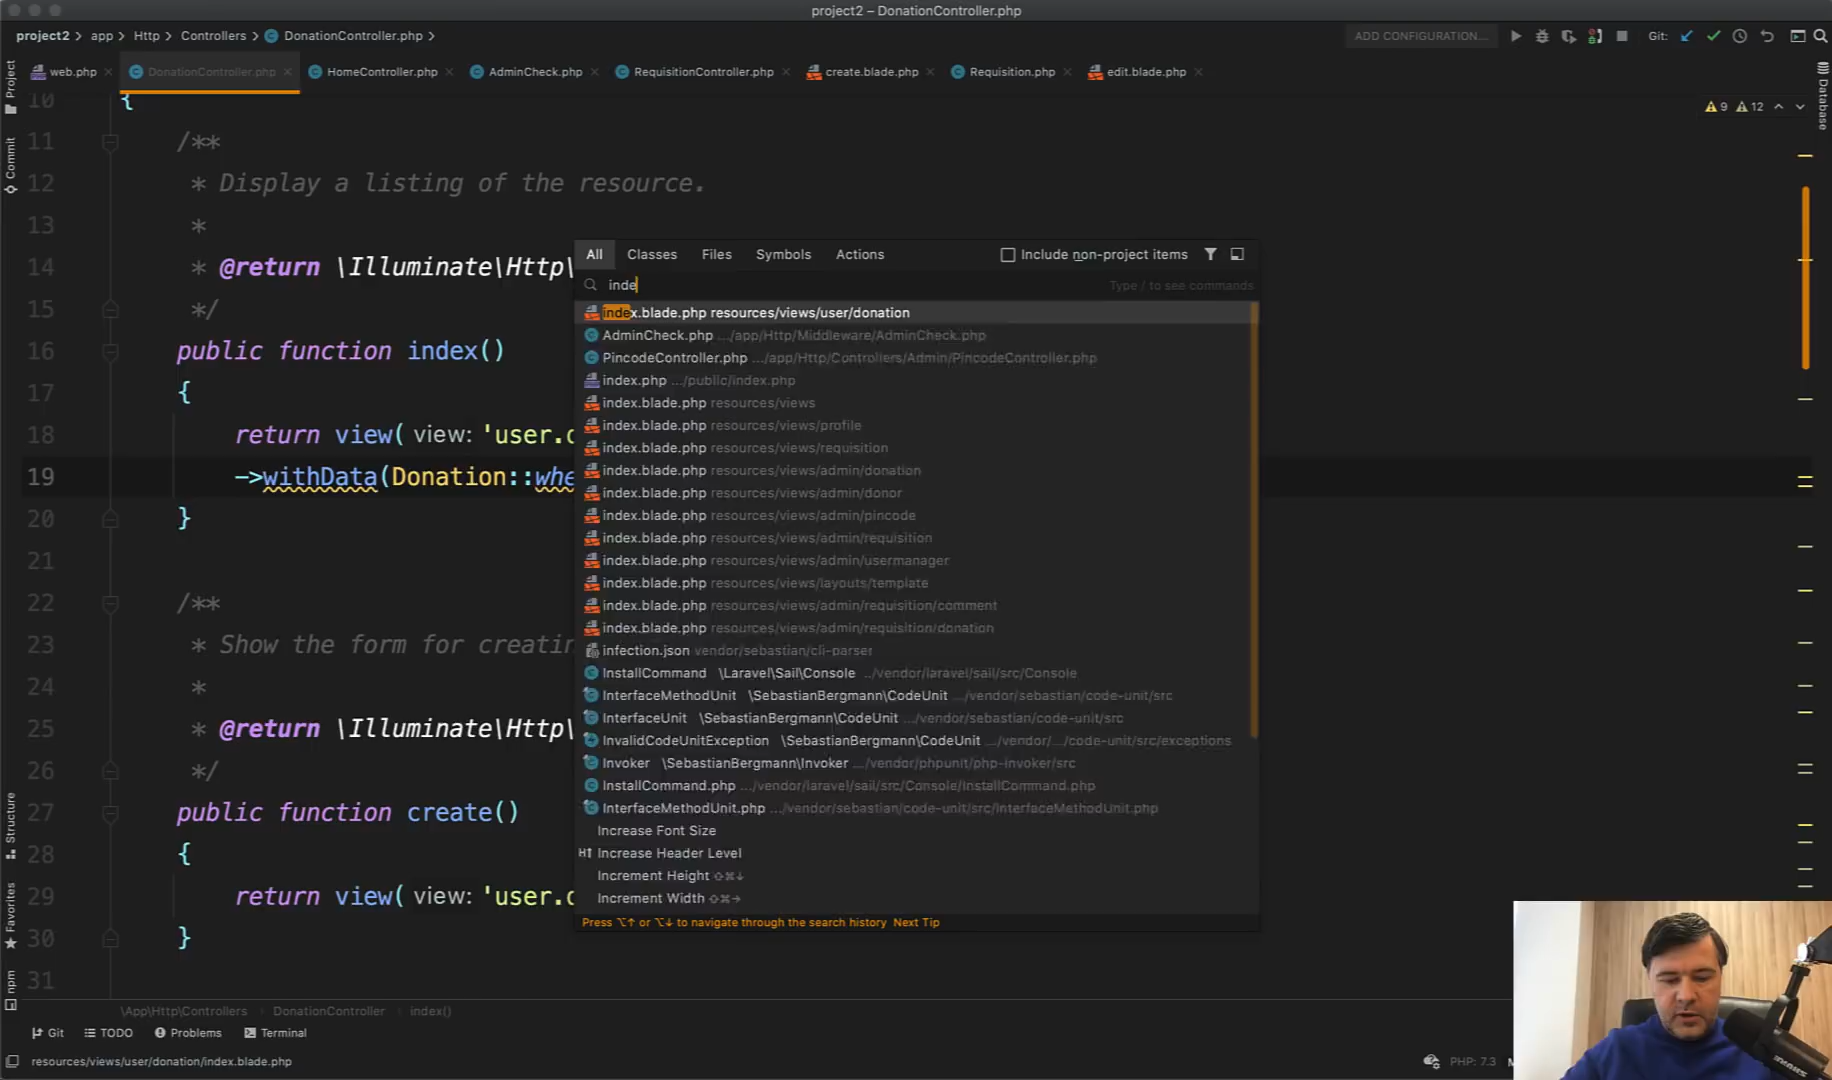 project2 – DonationController.php
project2 > app > Http > Controllers > DonationController.php >
ADD CONFIGURATION...
Git:
web.php
DonationController.php
HomeController.php
AdminCheck.php
RequisitionController.php
create.blade.php
Requisition.php
edit.blade.php
Project
Commit
Structure
Favorites
npm
Database
9 12
10 {
11 /**
12 * Display a listing of the resource.
13 *
14 * @return \Illuminate\Http\
15 */
16 public function index()
17 {
18 return view( view: 'user.d
19 ->withData(Donation::whe
20 }
21
22 /**
23 * Show the form for creatin
24 *
25 * @return \Illuminate\Http\
26 */
27 public function create()
28 {
29 return view( view: 'user.d
30 }
31
All Classes Files Symbols Actions Include non-project items
inde Type / to see commands
index.blade.php resources/views/user/donation
AdminCheck.php .../app/Http/Middleware/AdminCheck.php
PincodeController.php .../app/Http/Controllers/Admin/PincodeController.php
index.php .../public/index.php
index.blade.php resources/views
index.blade.php resources/views/profile
index.blade.php resources/views/requisition
index.blade.php resources/views/admin/donation
index.blade.php resources/views/admin/donor
index.blade.php resources/views/admin/pincode
index.blade.php resources/views/admin/requisition
index.blade.php resources/views/admin/usermanager
index.blade.php resources/views/layouts/template
index.blade.php resources/views/admin/requisition/comment
index.blade.php resources/views/admin/requisition/donation
infection.json vendor/sebastian/cli-parser
InstallCommand \Laravel\Sail\Console .../vendor/laravel/sail/src/Console
InterfaceMethodUnit \SebastianBergmann\CodeUnit .../vendor/sebastian/code-unit/src
InterfaceUnit \SebastianBergmann\CodeUnit .../vendor/sebastian/code-unit/src
InvalidCodeUnitException \SebastianBergmann\CodeUnit .../vendor/.../code-unit/src/exceptions
Invoker \SebastianBergmann\Invoker .../vendor/phpunit/php-invoker/src
InstallCommand.php .../vendor/laravel/sail/src/Console/InstallCommand.php
InterfaceMethodUnit.php .../vendor/sebastian/code-unit/src/InterfaceMethodUnit.php
Increase Font Size
H↑ Increase Header Level
Increment Height ⇧⌘↓
Increment Width ⇧⌘→
Press ⌥↑ or ⌥↓ to navigate through the search history Next Tip
\App\Http\Controllers > DonationController > index()
Git TODO Problems Terminal
resources/views/user/donation/index.blade.php
PHP: 7.3